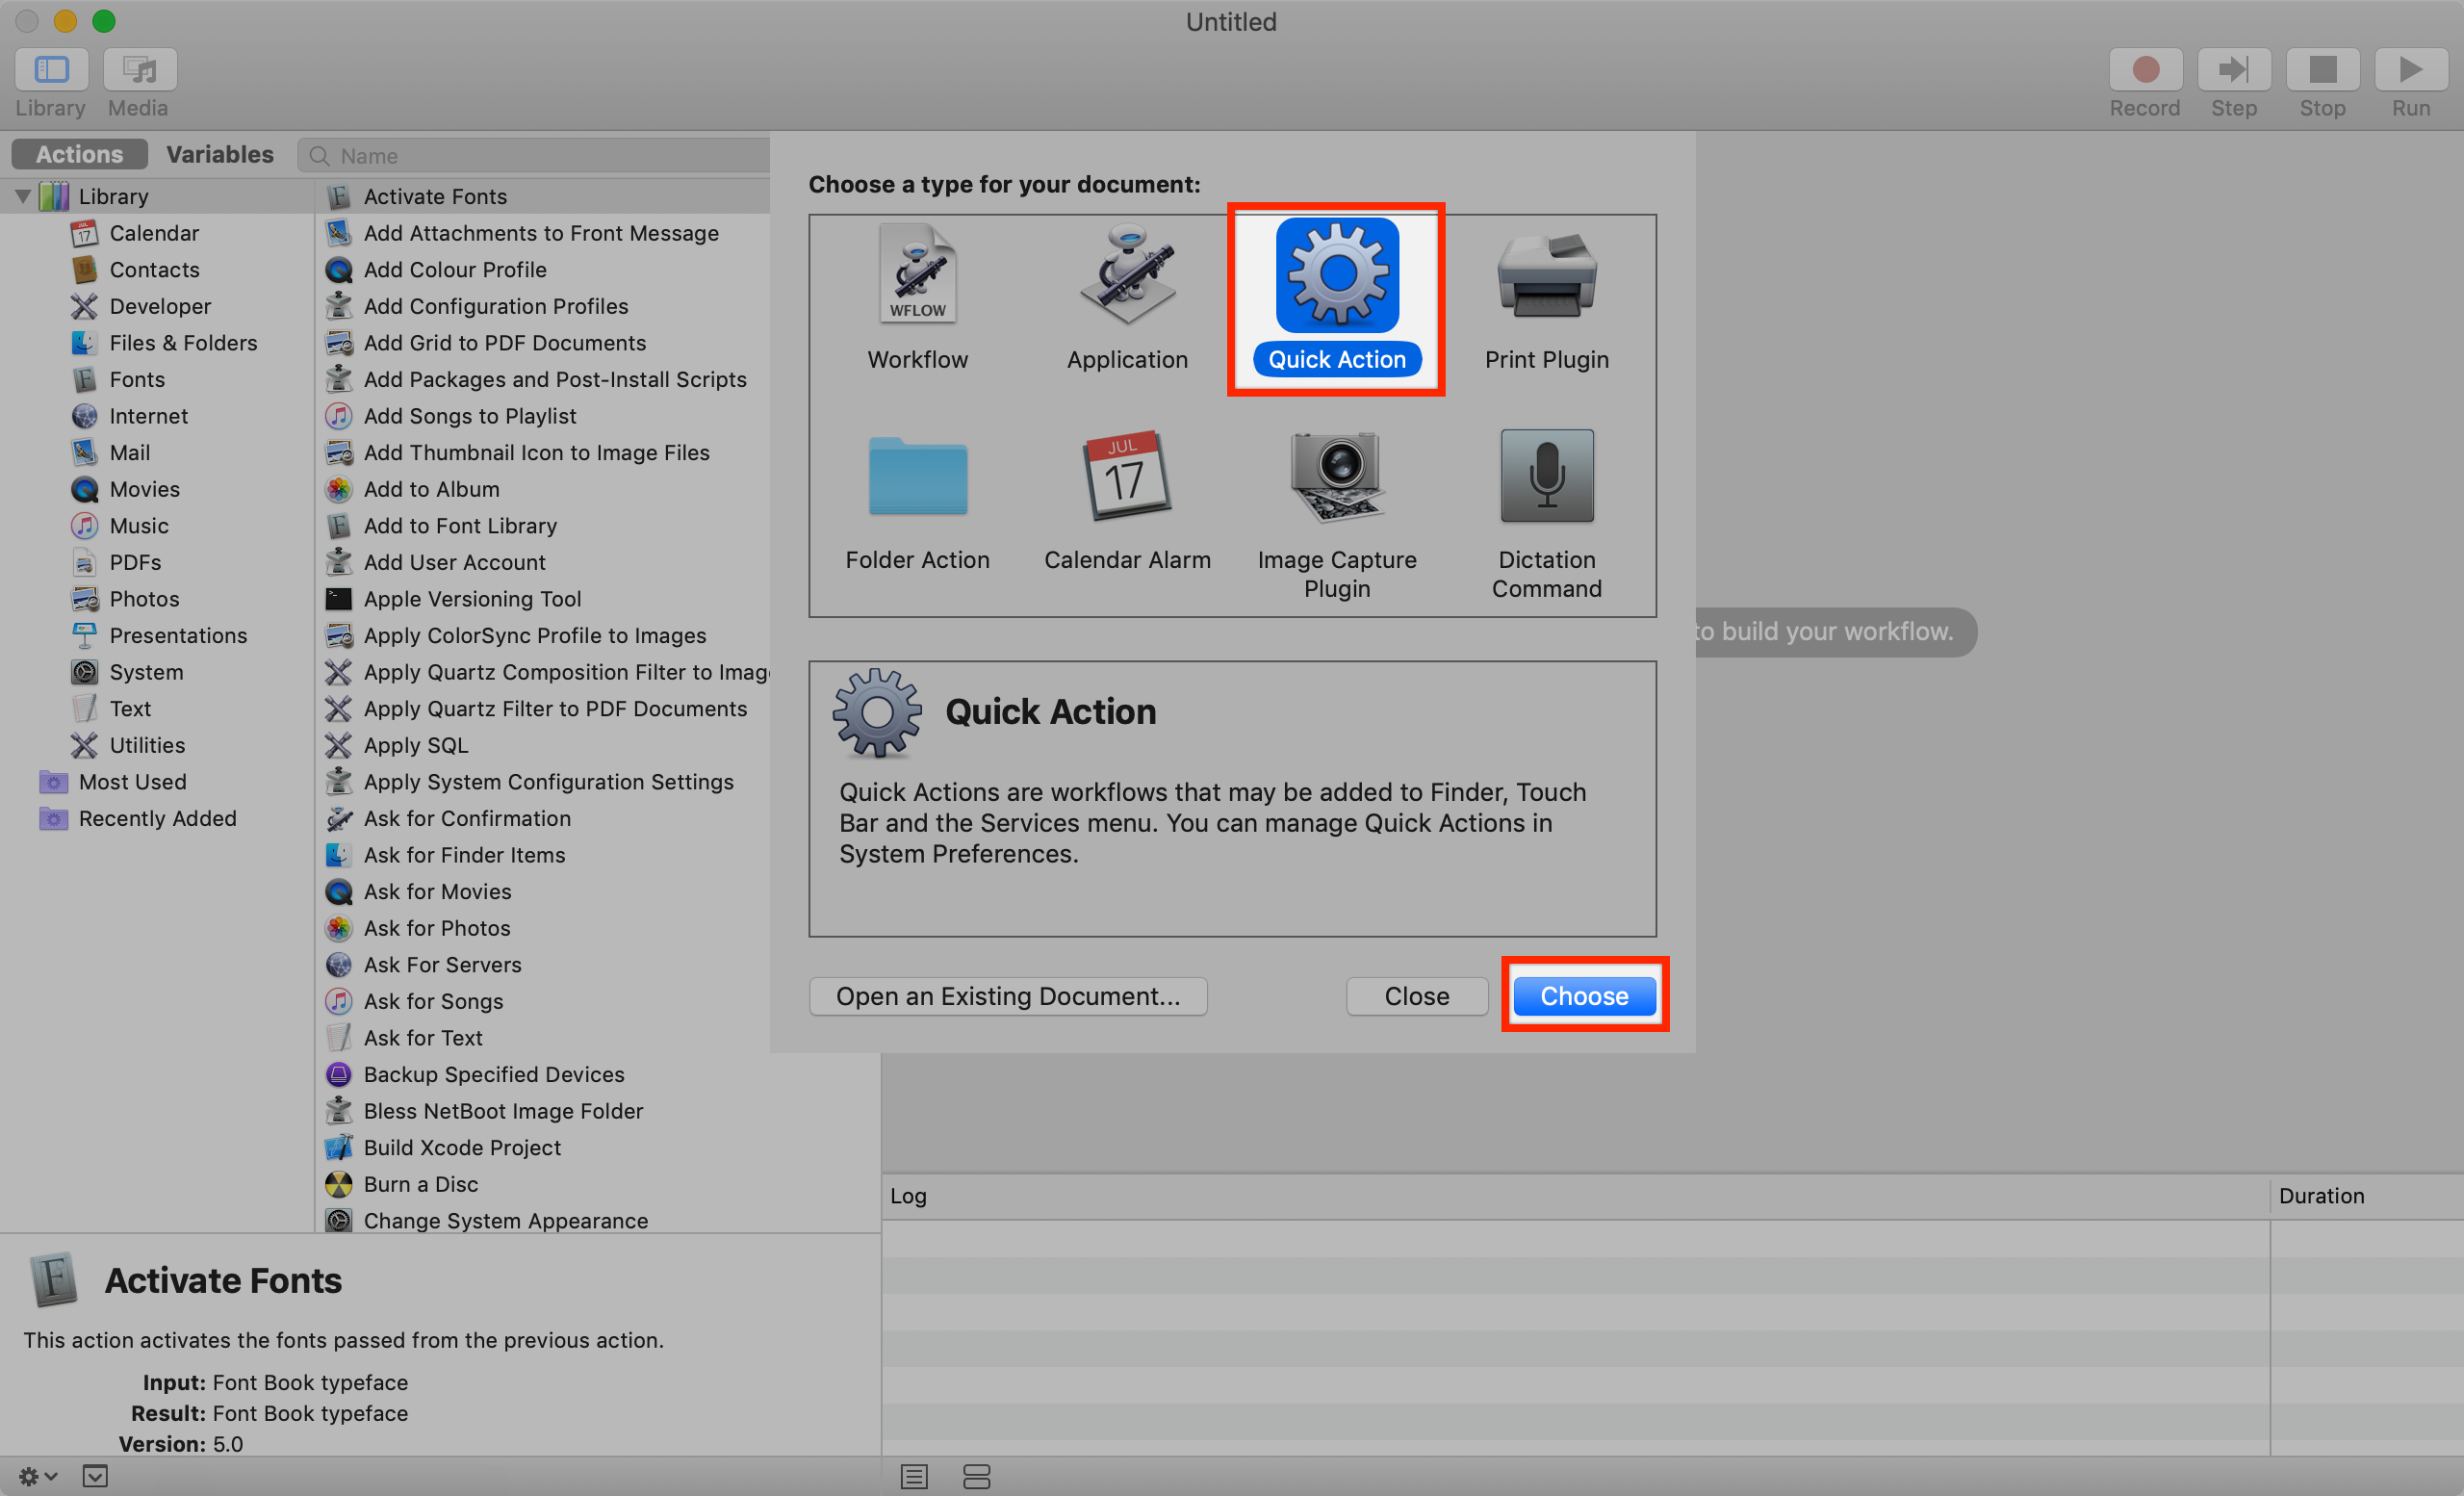 Untitled
Library
Media
Record
Step
Stop
Run
Actions
Variables
Name
Library
Calendar
Contacts
Developer
Files & Folders
Fonts
Internet
Mail
Movies
Music
PDFs
Photos
Presentations
System
Text
Utilities
Most Used
Recently Added
Activate Fonts
Add Attachments to Front Message
Add Colour Profile
Add Configuration Profiles
Add Grid to PDF Documents
Add Packages and Post-Install Scripts
Add Songs to Playlist
Add Thumbnail Icon to Image Files
Add to Album
Add to Font Library
Add User Account
Apple Versioning Tool
Apply ColorSync Profile to Images
Apply Quartz Composition Filter to Imag
Apply Quartz Filter to PDF Documents
Apply SQL
Apply System Configuration Settings
Ask for Confirmation
Ask for Finder Items
Ask for Movies
Ask for Photos
Ask For Servers
Ask for Songs
Ask for Text
Backup Specified Devices
Bless NetBoot Image Folder
Build Xcode Project
Burn a Disc
Change System Appearance
Choose a type for your document:
WFLOW
Workflow
Application
Quick Action
Print Plugin
JUL
17
Folder Action
Calendar Alarm
Image Capture
Plugin
Dictation
Command
to build your workflow.
Quick Action
Quick Actions are workflows that may be added to Finder, Touch
Bar and the Services menu. You can manage Quick Actions in
System Preferences.
Open an Existing Document...
Close
Choose
Log
Duration
Activate Fonts
This action activates the fonts passed from the previous action.
Input: Font Book typeface
Result: Font Book typeface
Version: 5.0